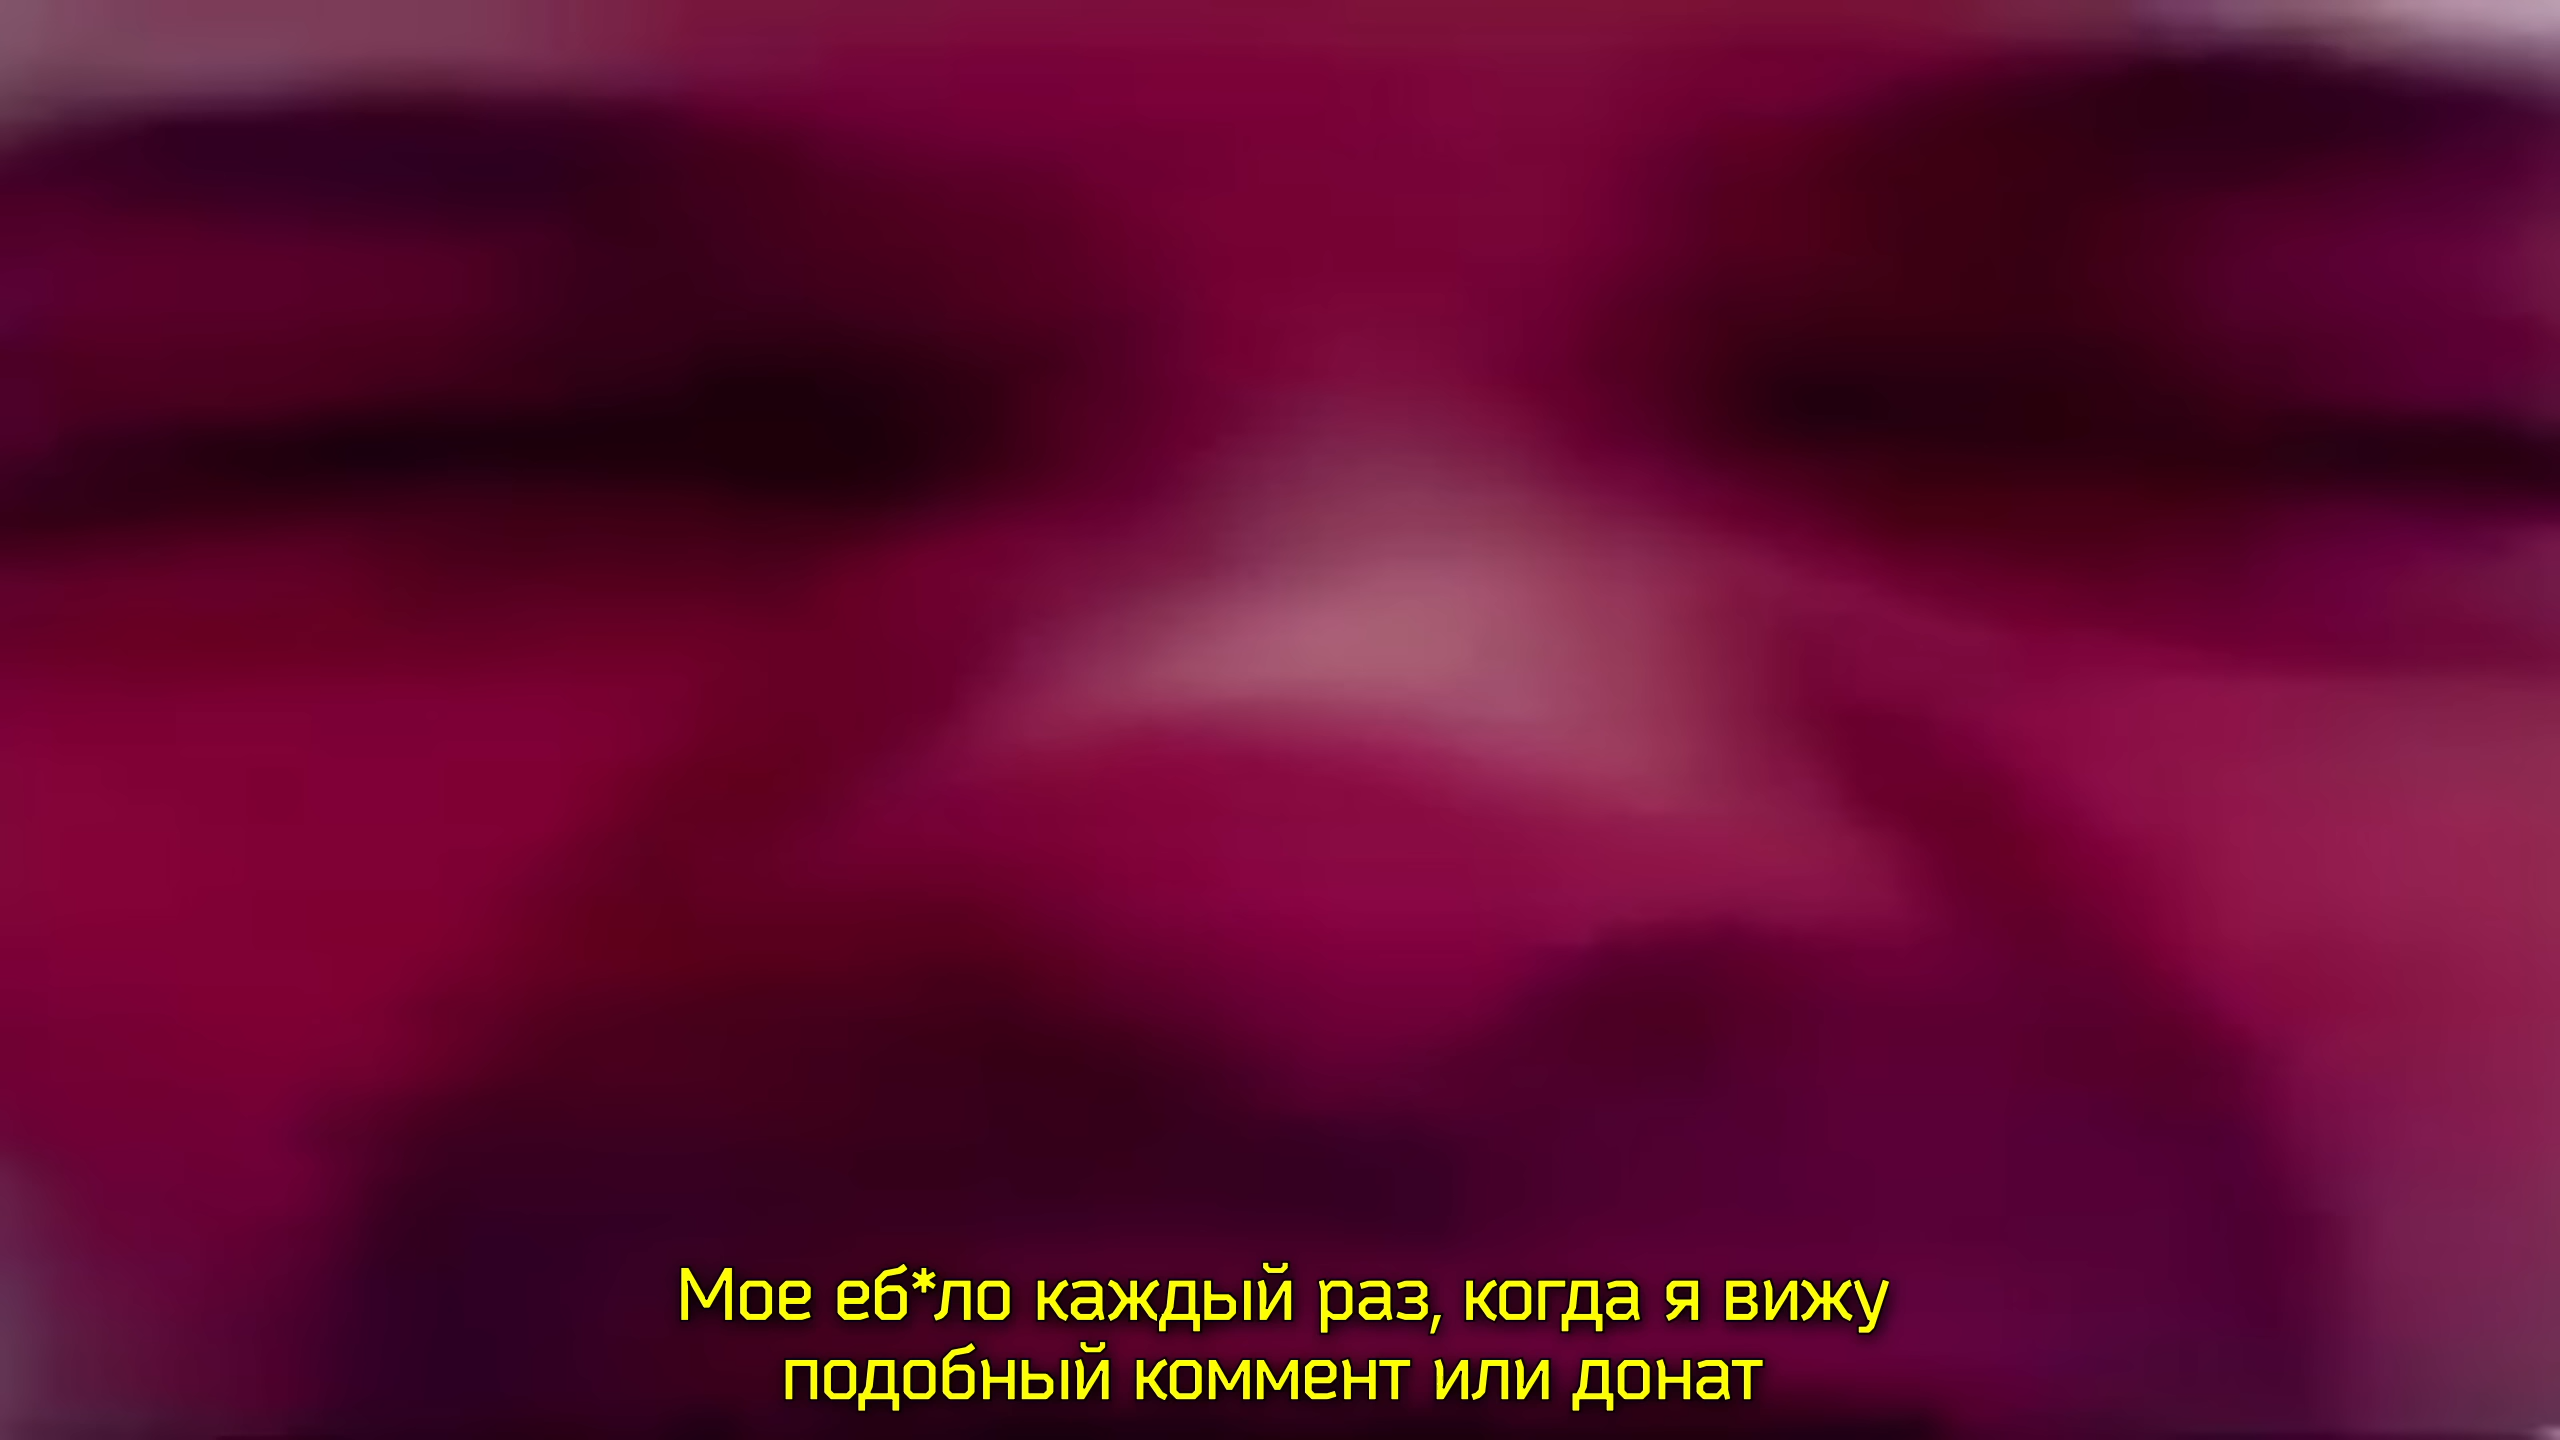 Мое еб*ло каждый раз, когда я вижу
подобный коммент или донат